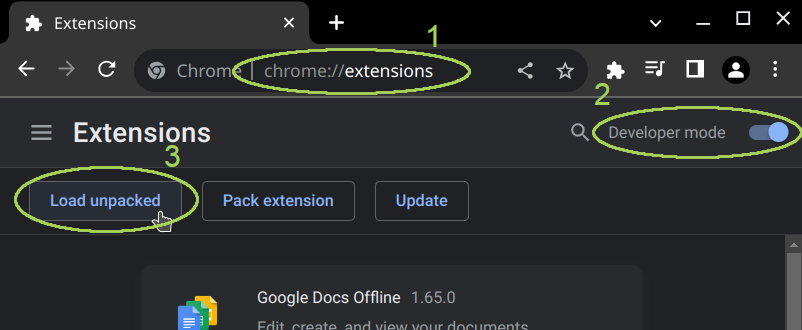 Extensions
1
Chrome | chrome://extensions
2
Extensions
Developer mode
3
Load unpacked
Pack extension
Update
Google Docs Offline 1.65.0
Edit, create, and view your documents